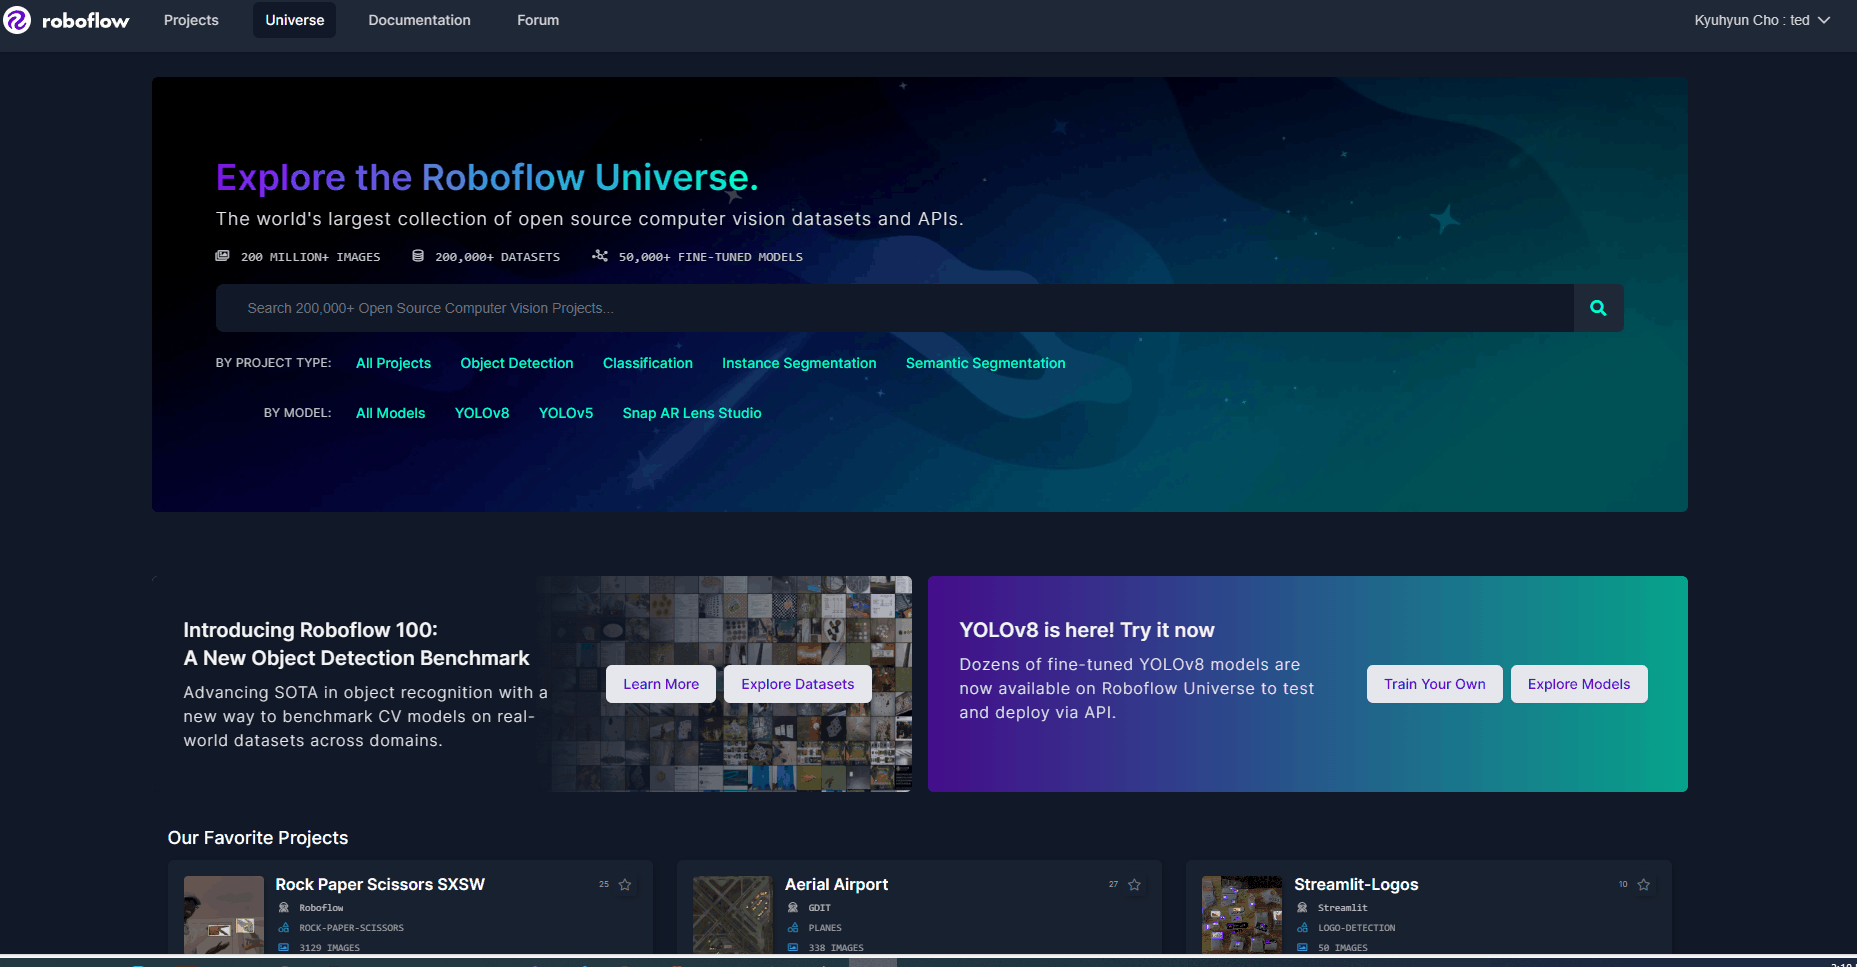 roboflow
Projects
Universe
Documentation
Forum
Kyuhyun Cho : ted
Explore the Roboflow Universe.
The world's largest collection of open source computer vision datasets and APIs.
200 MILLION+ IMAGES
200,000+ DATASETS
50,000+ FINE-TUNED MODELS
Search 200,000+ Open Source Computer Vision Projects...
BY PROJECT TYPE:
All Projects
Object Detection
Classification
Instance Segmentation
Semantic Segmentation
BY MODEL:
All Models
YOLOv8
YOLOv5
Snap AR Lens Studio
Introducing Roboflow 100:
A New Object Detection Benchmark
Advancing SOTA in object recognition with a
new way to benchmark CV models on real-
world datasets across domains.
Learn More
Explore Datasets
YOLOv8 is here! Try it now
Dozens of fine-tuned YOLOv8 models are
now available on Roboflow Universe to test
and deploy via API.
Train Your Own
Explore Models
Our Favorite Projects
Rock Paper Scissors SXSW
25
Roboflow
ROCK-PAPER-SCISSORS
3129 IMAGES
Aerial Airport
27
GDIT
PLANES
338 IMAGES
Streamlit-Logos
10
Streamlit
LOGO-DETECTION
50 IMAGES